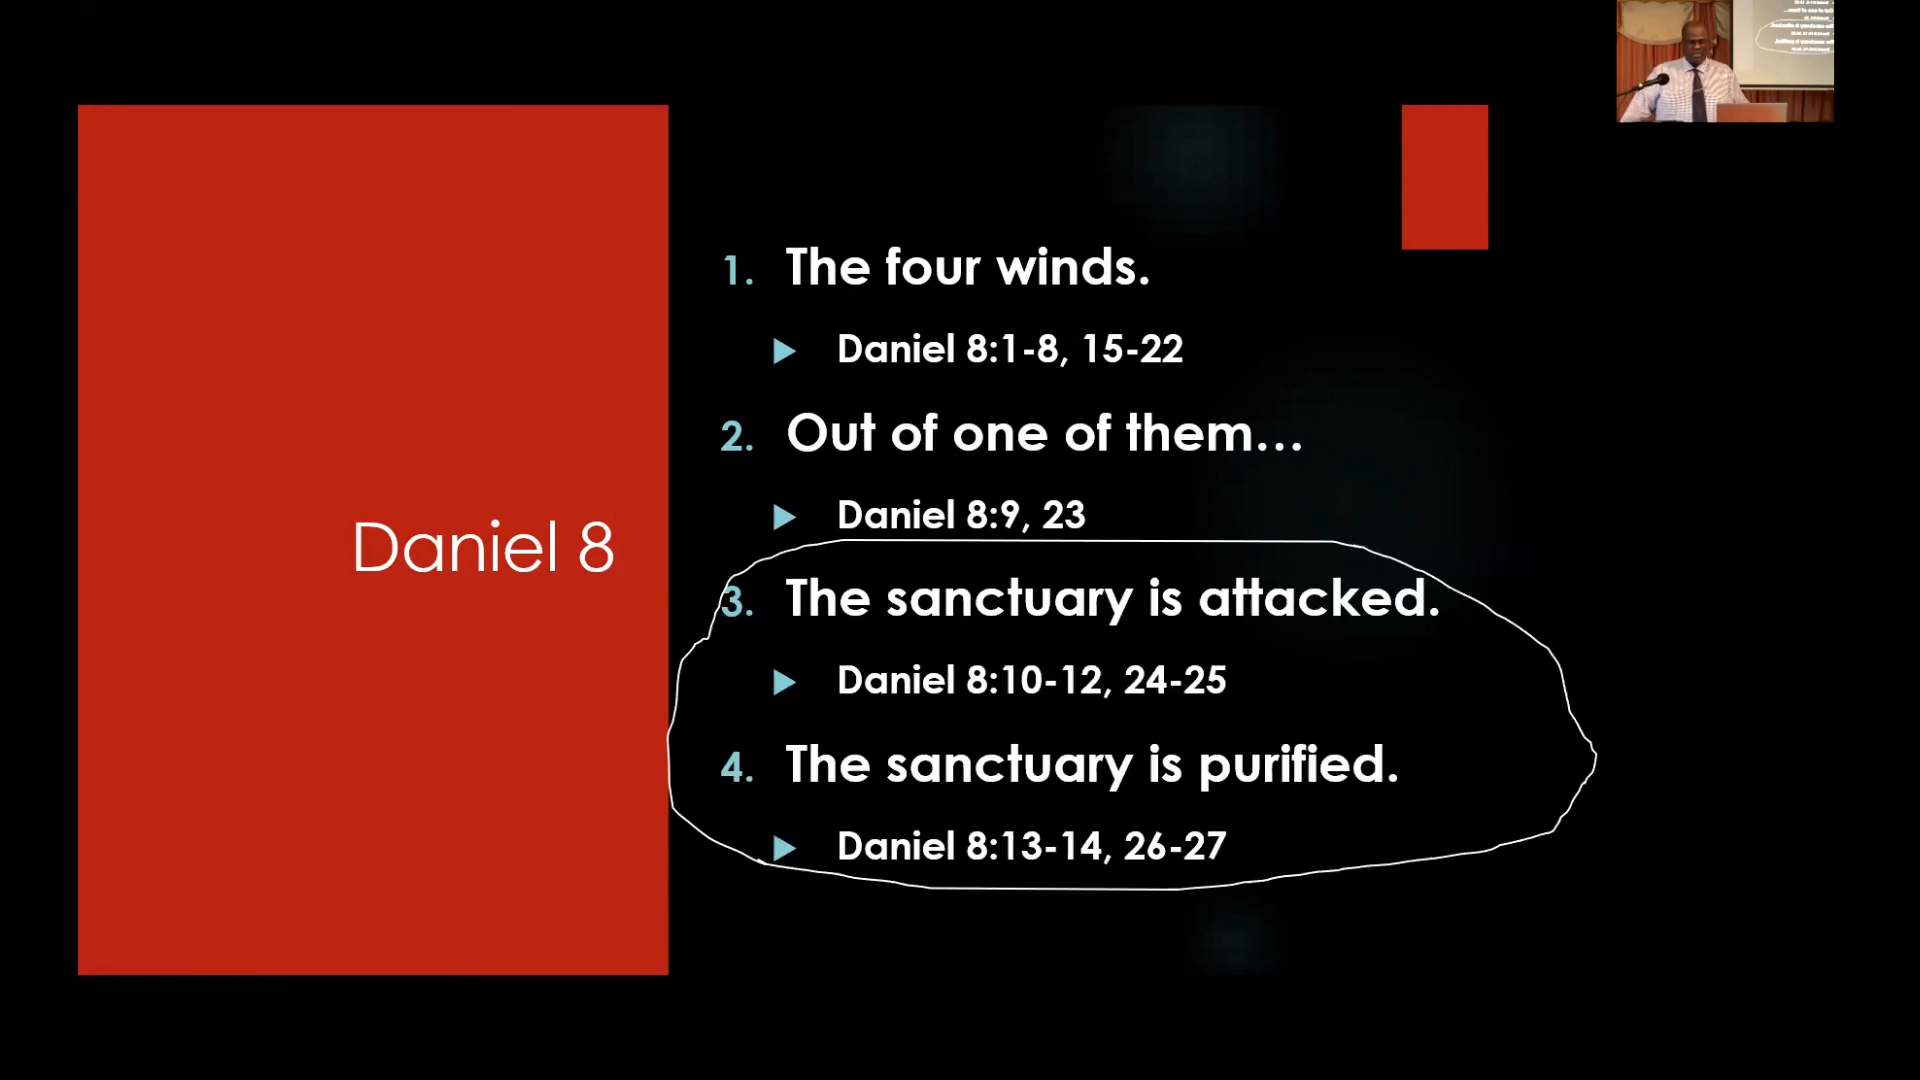 Daniel 8
1. The four winds.
Daniel 8:1-8, 15-22
2. Out of one of them…
Daniel 8:9, 23
3. The sanctuary is attacked.
Daniel 8:10-12, 24-25
4. The sanctuary is purified.
Daniel 8:13-14, 26-27